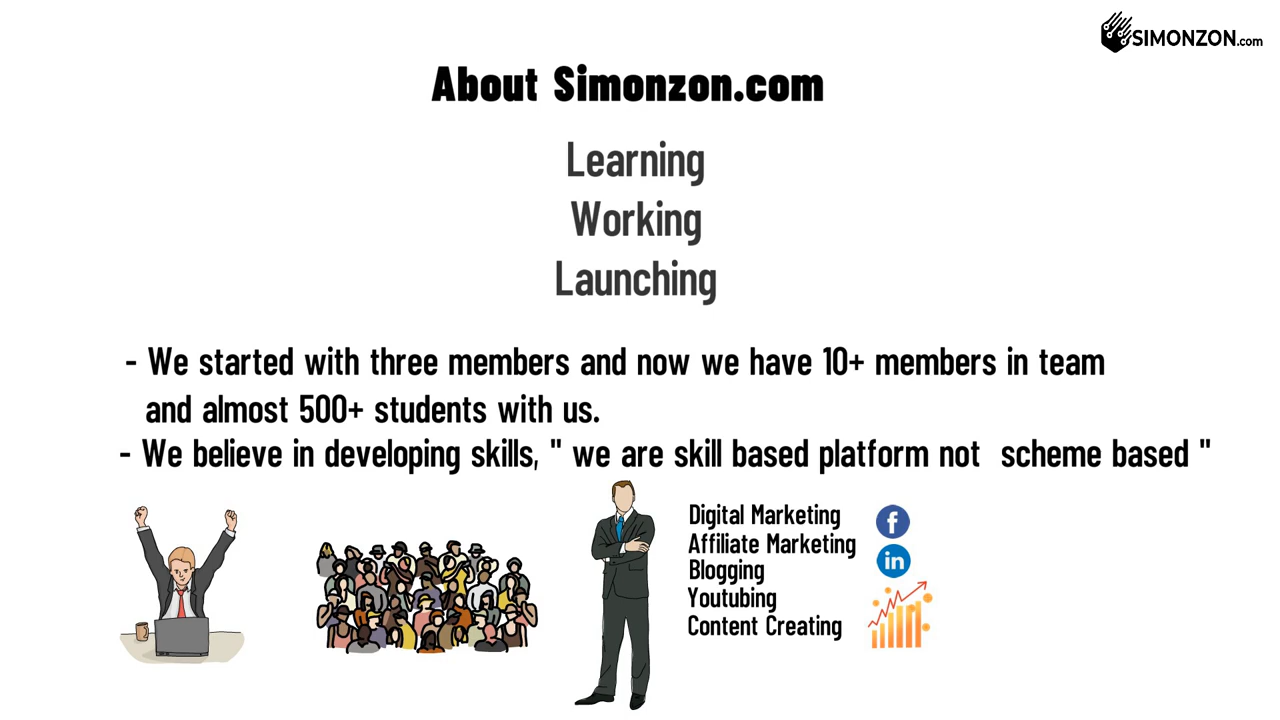 SIMONZON.com
About Simonzon.com
Learning
Working
Launching
- We started with three members and now we have 10+ members in team
and almost 500+ students with us.
- We believe in developing skills, " we are skill based platform not scheme based "
Digital Marketing
Affiliate Marketing
Blogging
Youtubing
Content Creating
f
in